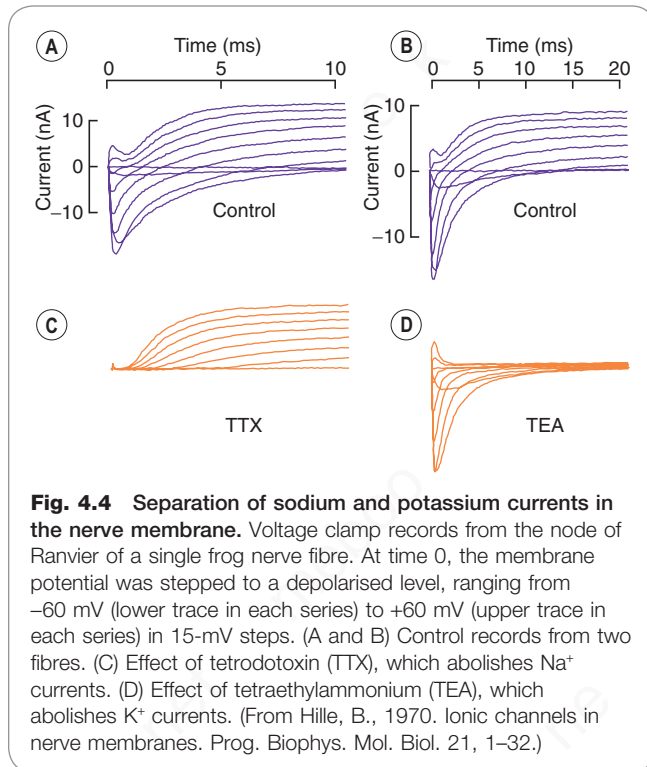 A
Time (ms)
0 5 10
Current (nA)
10
0
−10
Control
B
Time (ms)
0 5 10 15 20
Current (nA)
10
0
−10
Control
C
TTX
D
TEA
Fig. 4.4 Separation of sodium and potassium currents in
the nerve membrane. Voltage clamp records from the node of
Ranvier of a single frog nerve fibre. At time 0, the membrane
potential was stepped to a depolarised level, ranging from
–60 mV (lower trace in each series) to +60 mV (upper trace in
each series) in 15-mV steps. (A and B) Control records from two
fibres. (C) Effect of tetrodotoxin (TTX), which abolishes Na⁺
currents. (D) Effect of tetraethylammonium (TEA), which
abolishes K⁺ currents. (From Hille, B., 1970. Ionic channels in
nerve membranes. Prog. Biophys. Mol. Biol. 21, 1–32.)